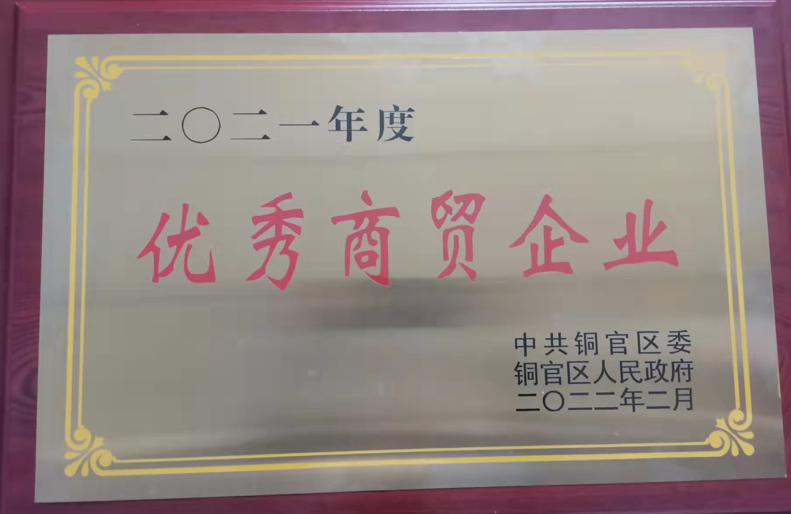 二〇二一年度
优秀商贸企业
中共铜官区委
铜官区人民政府
二〇二二年二月